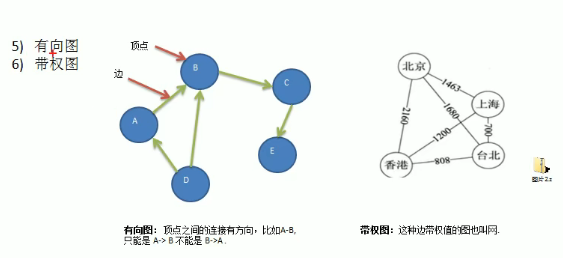 5) 有向图
6) 带权图
顶点
边
B
C
A
E
D
北京
1463
上海
2160
1680
700
1200
香港
808
台北
图片2.z
有向图：顶点之间的连接有方向，比如A-B,
只能是 A-> B 不能是 B->A .
带权图：这种边带权值的图也叫网.